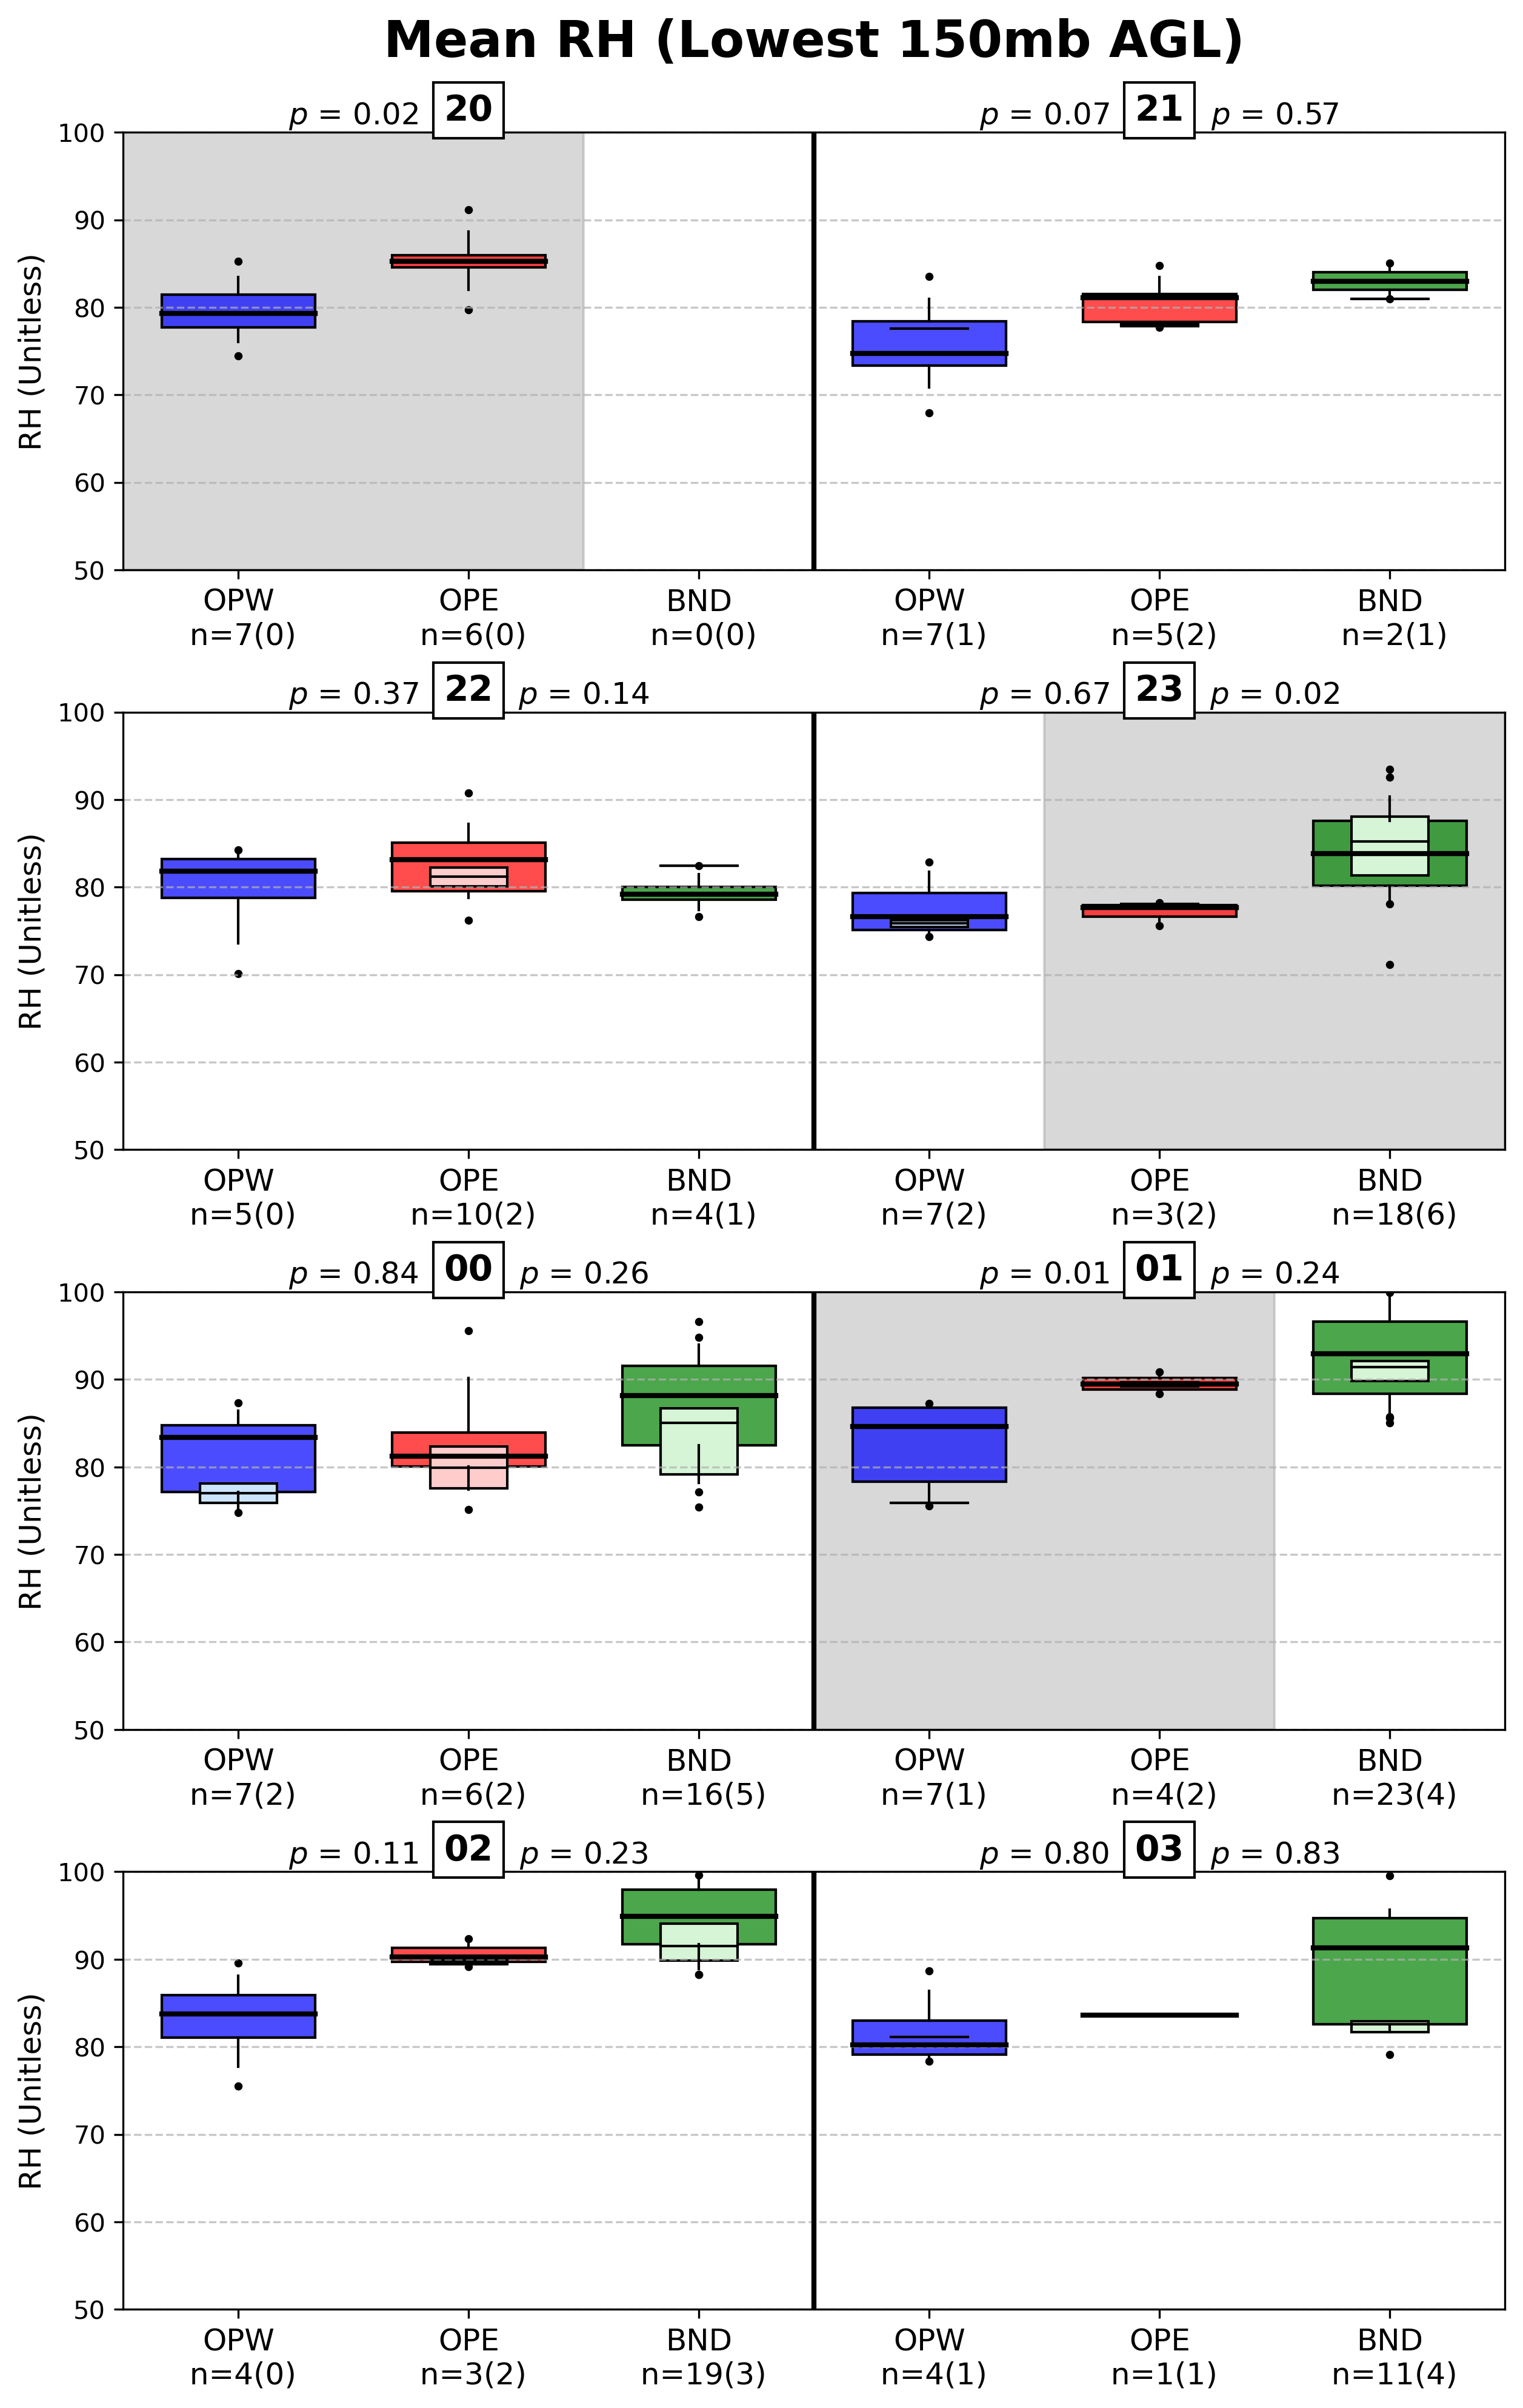 Mean RH (Lowest 150mb AGL)
p = 0.02 20
p = 0.07 21 p = 0.57
100
90
80
70
60
50
RH (Unitless)
OPW OPE BND OPW OPE BND
n=7(0) n=6(0) n=0(0) n=7(1) n=5(2) n=2(1)
p = 0.37 22 p = 0.14
p = 0.67 23 p = 0.02
100
90
80
70
60
50
RH (Unitless)
OPW OPE BND OPW OPE BND
n=5(0) n=10(2) n=4(1) n=7(2) n=3(2) n=18(6)
p = 0.84 00 p = 0.26
p = 0.01 01 p = 0.24
100
90
80
70
60
50
RH (Unitless)
OPW OPE BND OPW OPE BND
n=7(2) n=6(2) n=16(5) n=7(1) n=4(2) n=23(4)
p = 0.11 02 p = 0.23
p = 0.80 03 p = 0.83
100
90
80
70
60
50
RH (Unitless)
OPW OPE BND OPW OPE BND
n=4(0) n=3(2) n=19(3) n=4(1) n=1(1) n=11(4)